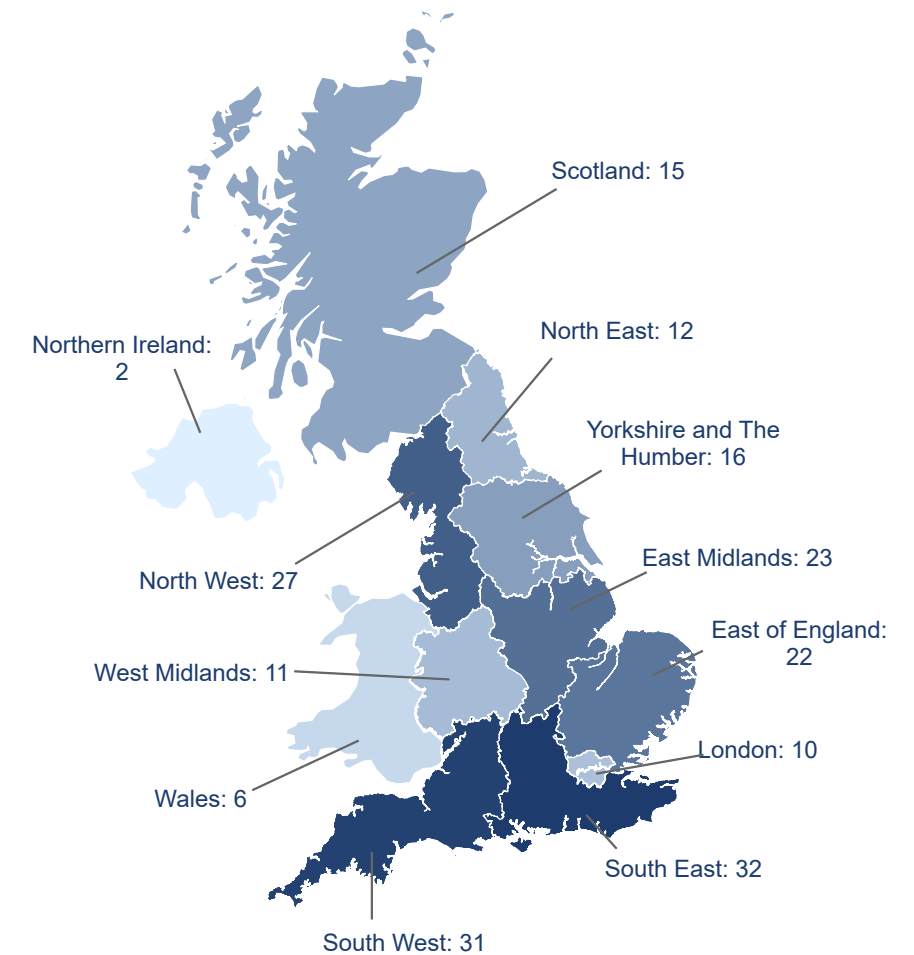 Scotland: 15
North East: 12
Northern Ireland:
2
Yorkshire and The
Humber: 16
East Midlands: 23
North West: 27
East of England:
22
West Midlands: 11
London: 10
Wales: 6
South East: 32
South West: 31